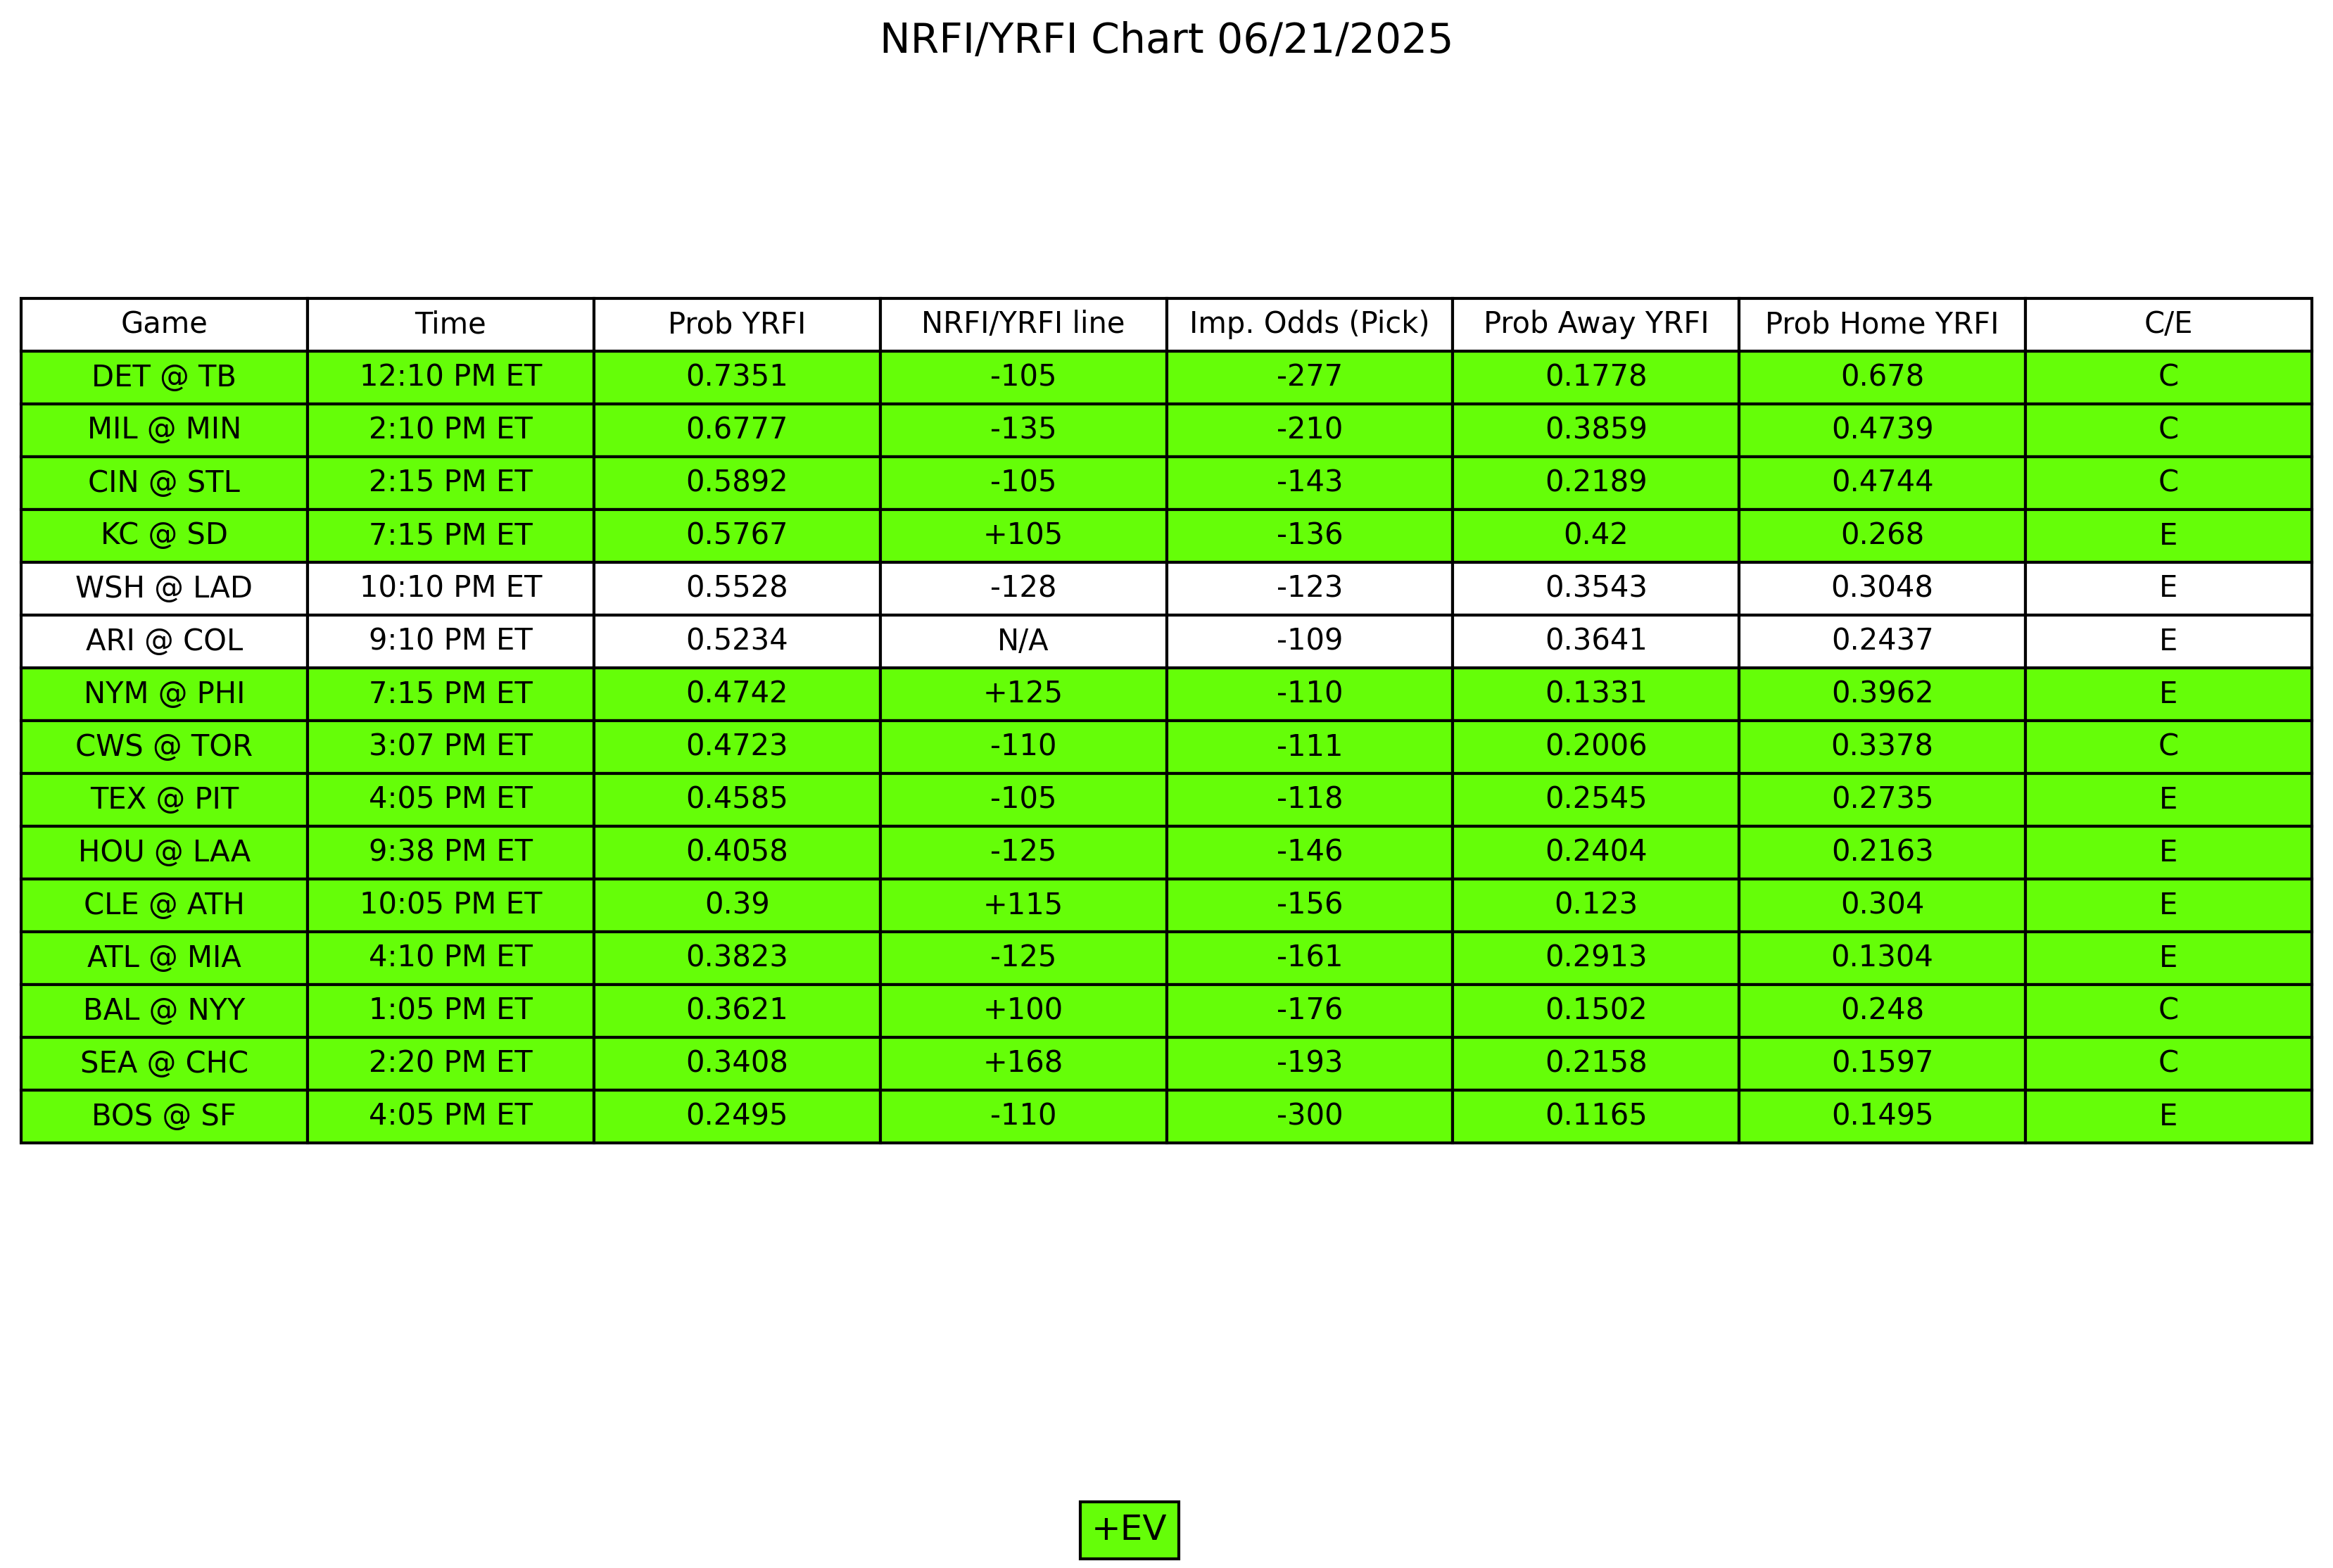 NRFI/YRFI Chart 06/21/2025
Game Time Prob YRFI NRFI/YRFI line Imp. Odds (Pick) Prob Away YRFI Prob Home YRFI C/E
DET @ TB 12:10 PM ET 0.7351 -105 -277 0.1778 0.678 C
MIL @ MIN 2:10 PM ET 0.6777 -135 -210 0.3859 0.4739 C
CIN @ STL 2:15 PM ET 0.5892 -105 -143 0.2189 0.4744 C
KC @ SD 7:15 PM ET 0.5767 +105 -136 0.42 0.268 E
WSH @ LAD 10:10 PM ET 0.5528 -128 -123 0.3543 0.3048 E
ARI @ COL 9:10 PM ET 0.5234 N/A -109 0.3641 0.2437 E
NYM @ PHI 7:15 PM ET 0.4742 +125 -110 0.1331 0.3962 E
CWS @ TOR 3:07 PM ET 0.4723 -110 -111 0.2006 0.3378 C
TEX @ PIT 4:05 PM ET 0.4585 -105 -118 0.2545 0.2735 E
HOU @ LAA 9:38 PM ET 0.4058 -125 -146 0.2404 0.2163 E
CLE @ ATH 10:05 PM ET 0.39 +115 -156 0.123 0.304 E
ATL @ MIA 4:10 PM ET 0.3823 -125 -161 0.2913 0.1304 E
BAL @ NYY 1:05 PM ET 0.3621 +100 -176 0.1502 0.248 C
SEA @ CHC 2:20 PM ET 0.3408 +168 -193 0.2158 0.1597 C
BOS @ SF 4:05 PM ET 0.2495 -110 -300 0.1165 0.1495 E
+EV